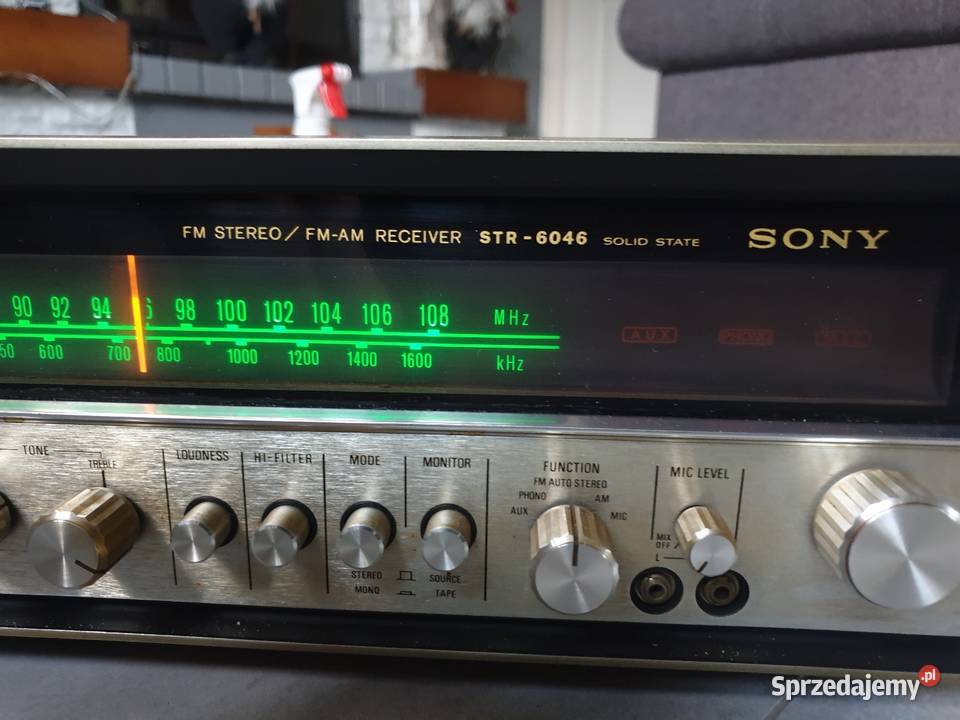 FM STEREO / FM-AM RECEIVER STR-6046 SOLID STATE SONY
90 92 94 98 100 102 104 106 108 MHz
600 700 800 1000 1200 1400 1600 kHz
AUX PHONO
TONE
TREBLE
LOUDNESS
HI-FILTER
MODE
STEREO
MONO
MONITOR
SOURCE
TAPE
FUNCTION
FM AUTO STEREO
PHONO AM
AUX MIC
MIC LEVEL
MIX
OFF
L
Sprzedajemy.pl